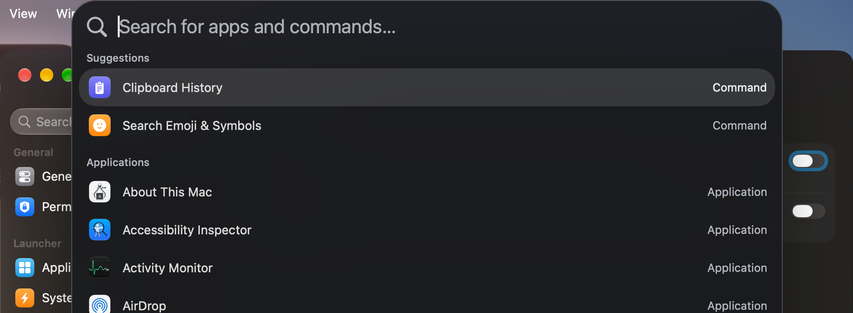 View
Search for apps and commands...
Suggestions
Clipboard History Command
Search Emoji & Symbols Command
Applications
About This Mac Application
Accessibility Inspector Application
Activity Monitor Application
AirDrop Application
General
Launcher